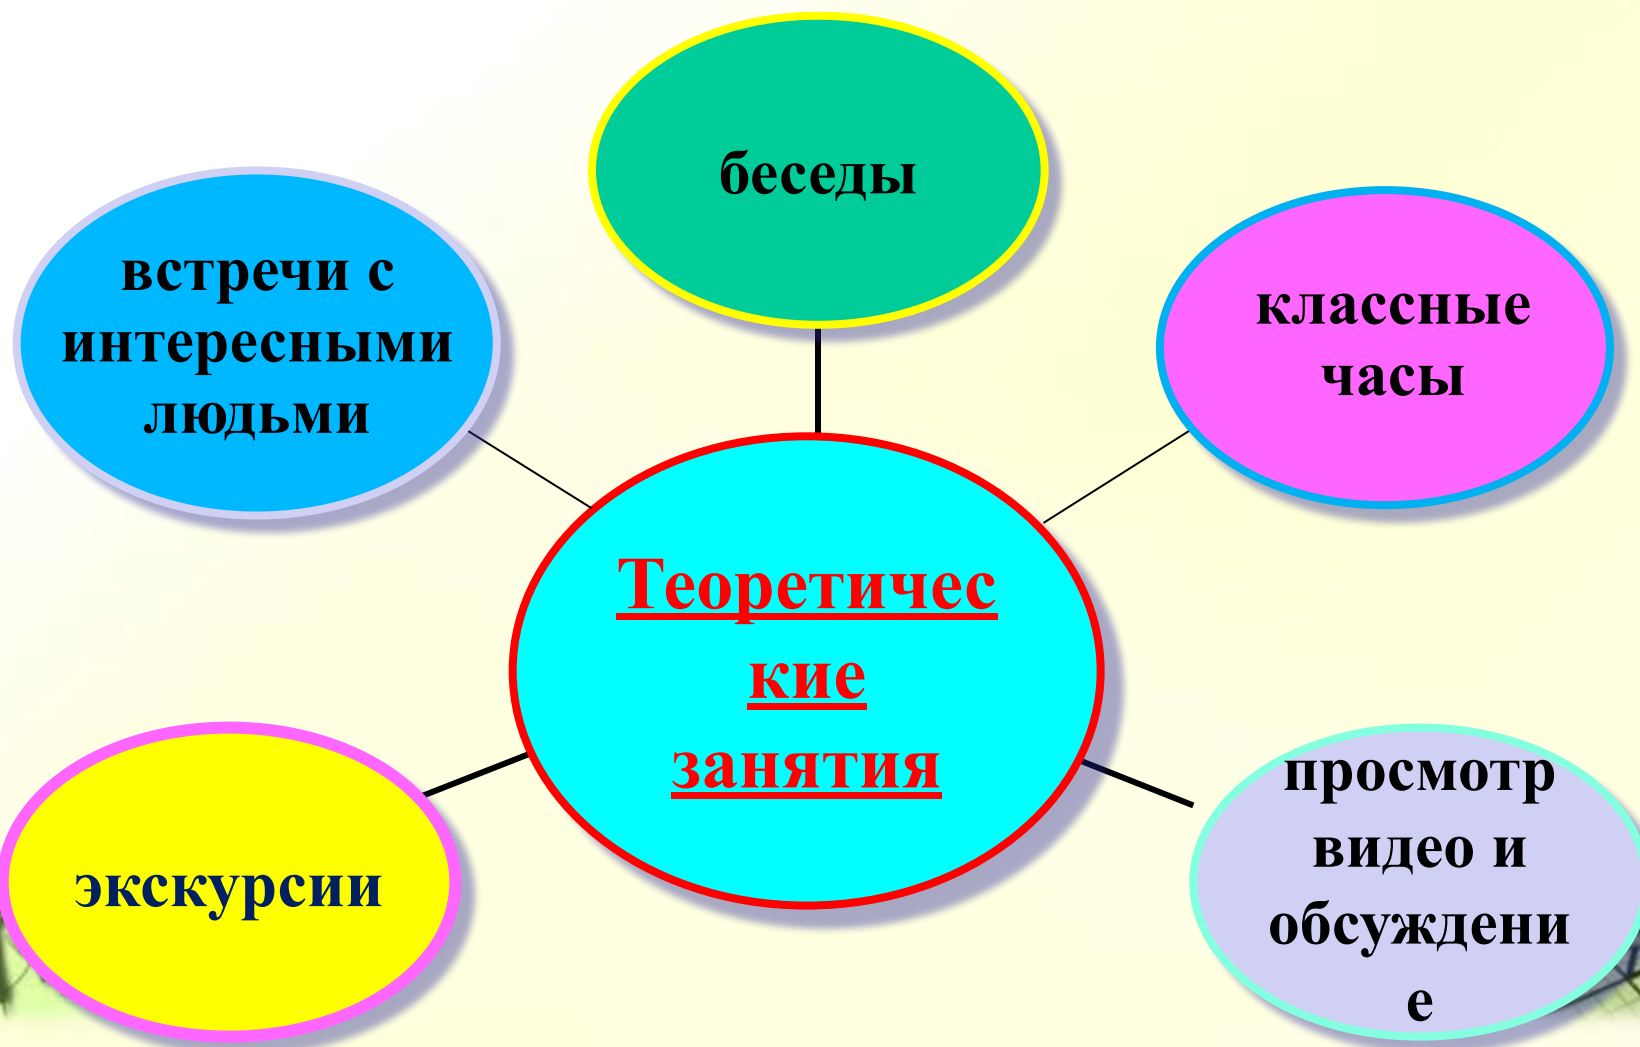 беседы
встречи с
интересными
людьми
классные
часы
Теоретичес
кие
занятия
экскурсии
просмотр
видео и
обсуждени
е